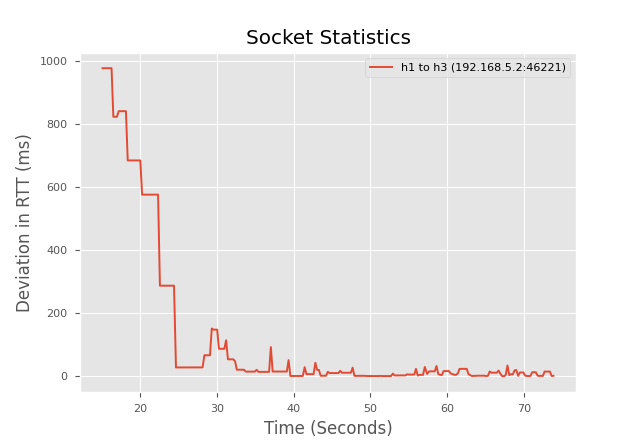 Socket Statistics
h1 to h3 (192.168.5.2:46221)
1000
800
600
400
200
0
Deviation in RTT (ms)
20 30 40 50 60 70
Time (Seconds)